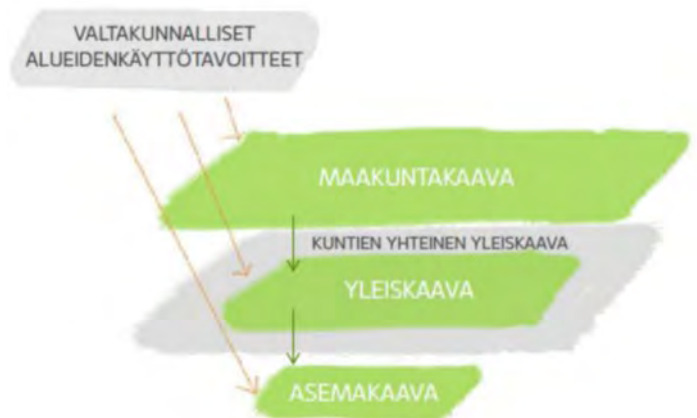 VALTAKUNNALLISET
ALUEIDENKÄYTTÖTAVOITTEET
MAAKUNTAKAAVA
KUNTIEN YHTEINEN YLEISKAAVA
YLEISKAAVA
ASEMAKAAVA